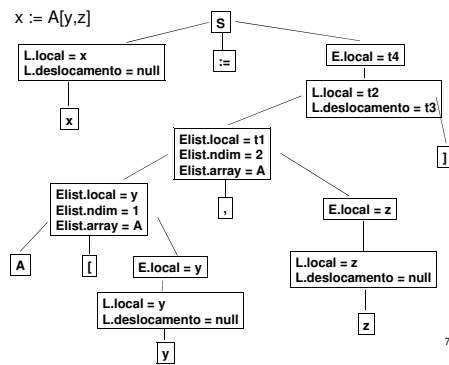 x := A[y,z]
S
L.local = x
L.deslocamento = null
:=
E.local = t4
x
L.local = t2
L.deslocamento = t3
]
Elist.local = t1
Elist.ndim = 2
Elist.array = A
Elist.local = y
Elist.ndim = 1
Elist.array = A
,
E.local = z
A
[
E.local = y
L.local = z
L.deslocamento = null
L.local = y
L.deslocamento = null
z
y
7